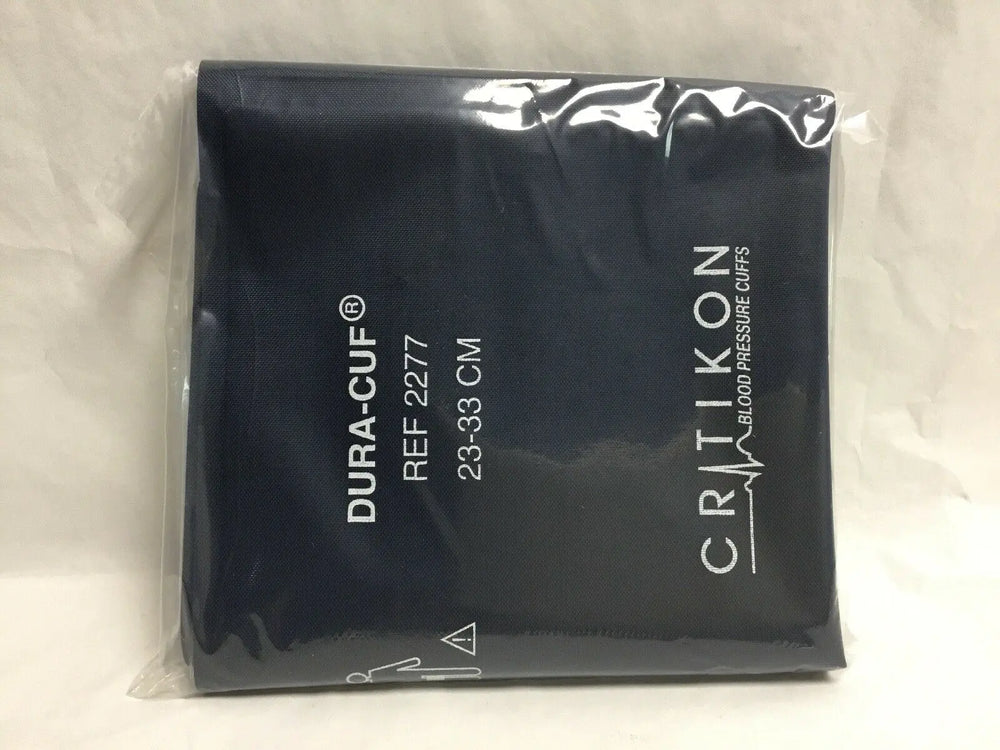 DURA-CUF®
REF 2277
23-33 CM
CRITIKON
BLOOD PRESSURE CUFFS